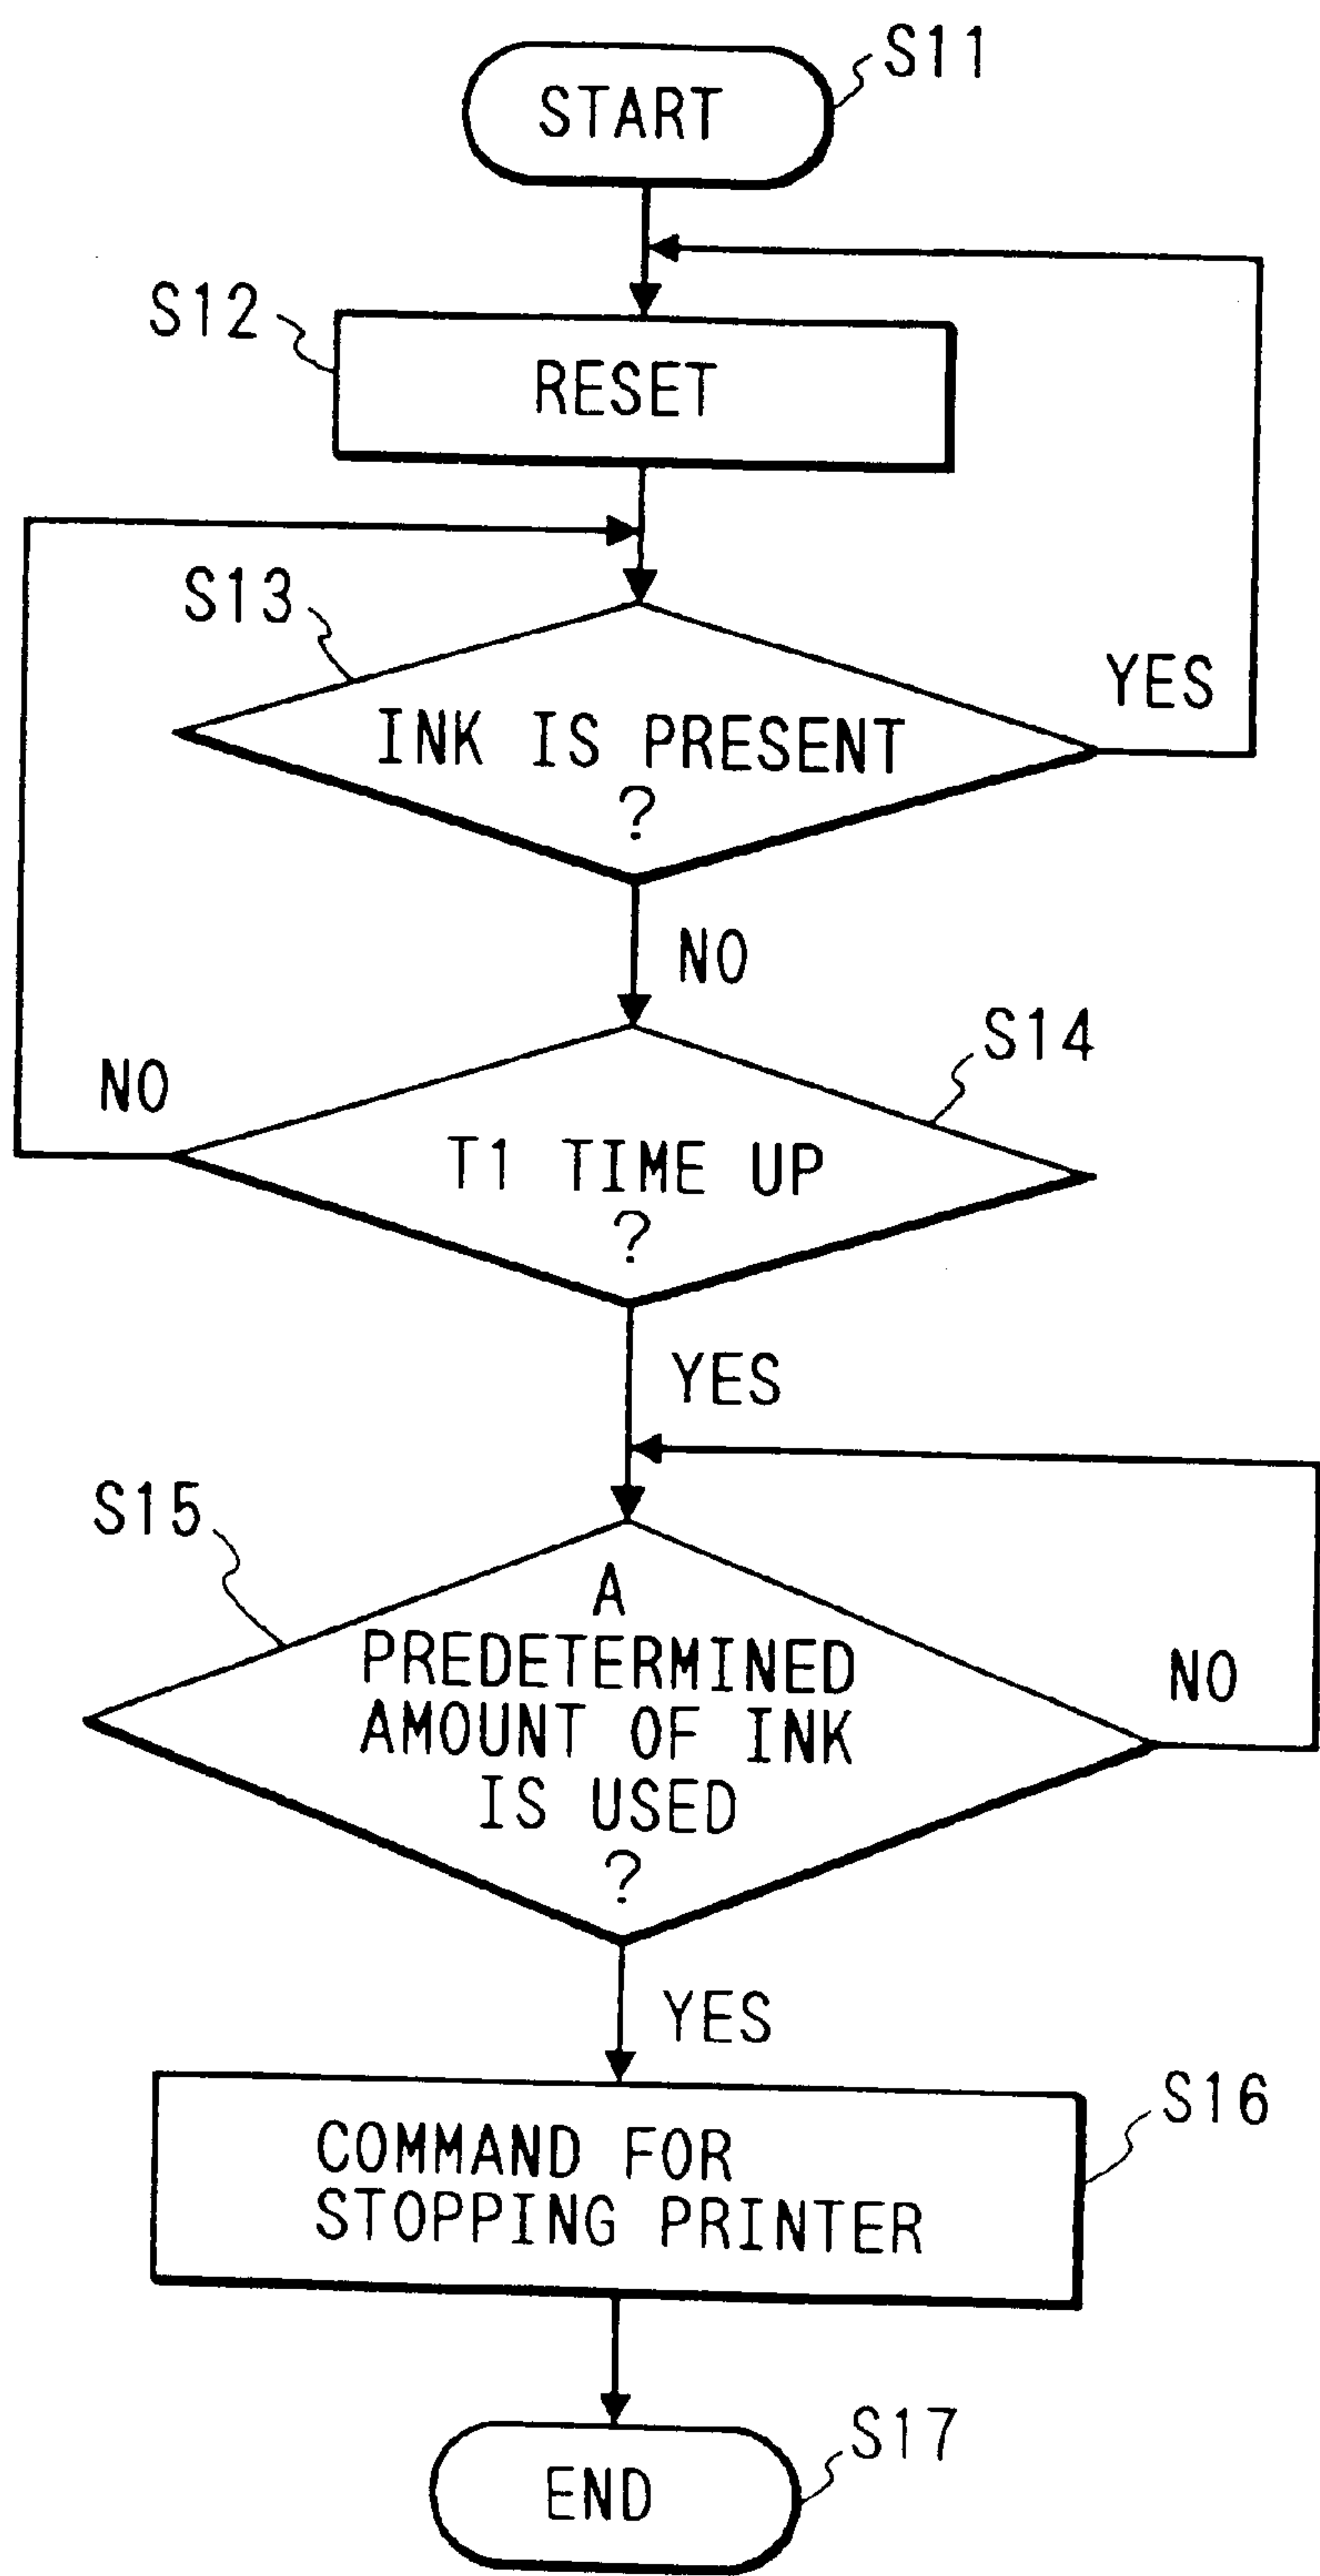 START
S11
S12
RESET
S13
INK IS PRESENT
?
YES
NO
S14
NO
T1 TIME UP
?
YES
S15
A
PREDETERMINED
AMOUNT OF INK
IS USED
?
NO
YES
COMMAND FOR
STOPPING PRINTER
S16
END
S17